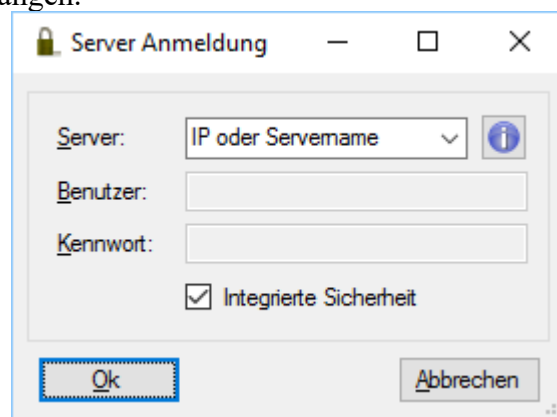 Server Anmeldung
Server: IP oder Servername
Benutzer:
Kennwort:
Integrierte Sicherheit
Ok Abbrechen